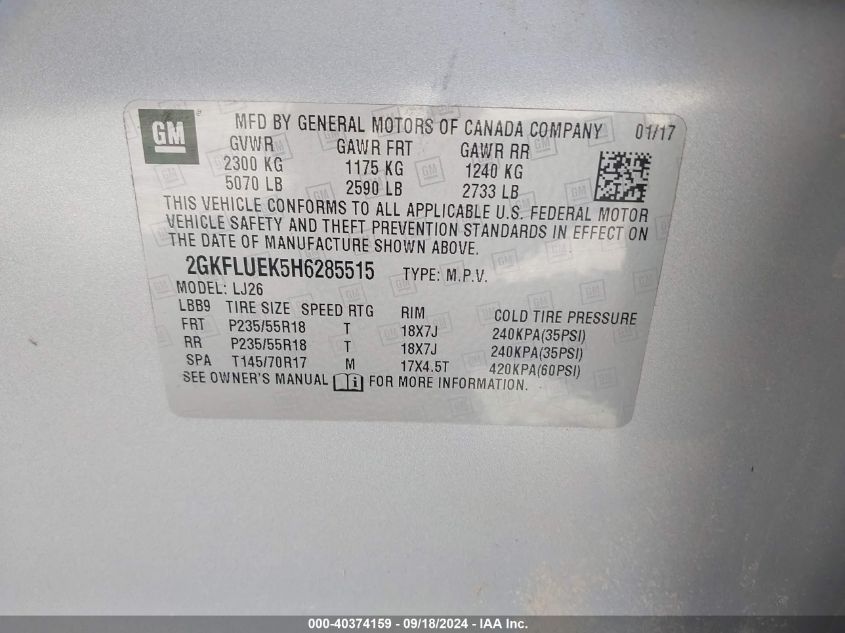 GM ®
MFD BY GENERAL MOTORS OF CANADA COMPANY 01/17
GVWR GAWR FRT GAWR RR
2300 KG 1175 KG 1240 KG
5070 LB 2590 LB 2733 LB
THIS VEHICLE CONFORMS TO ALL APPLICABLE U.S. FEDERAL MOTOR
VEHICLE SAFETY AND THEFT PREVENTION STANDARDS IN EFFECT ON
THE DATE OF MANUFACTURE SHOWN ABOVE.
2GKFLUEK5H6285515 TYPE: M.P.V.
MODEL: LJ26
LBB9 TIRE SIZE SPEED RTG RIM COLD TIRE PRESSURE
FRT P235/55R18 T 18X7J 240KPA(35PSI)
RR P235/55R18 T 18X7J 240KPA(35PSI)
SPA T145/70R17 M 17X4.5T 420KPA(60PSI)
SEE OWNER'S MANUAL i FOR MORE INFORMATION.
000-40374159 - 09/18/2024 - IAA Inc.